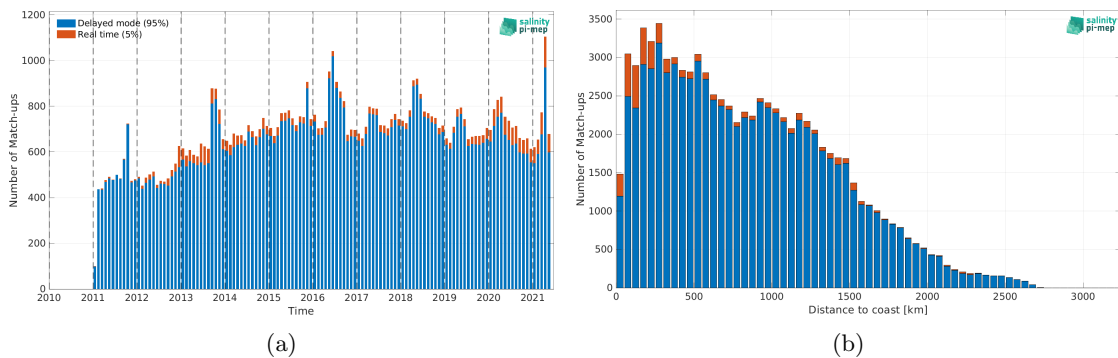 1200
1000
800
600
400
200
0
Number of Match-ups
Delayed mode (95%)
Real time (5%)
salinity
pi-mep
2010 2011 2012 2013 2014 2015 2016 2017 2018 2019 2020 2021
Time
(a)
3500
3000
2500
2000
1500
1000
500
0
Number of Match-ups
salinity
pi-mep
0 500 1000 1500 2000 2500 3000
Distance to coast [km]
(b)